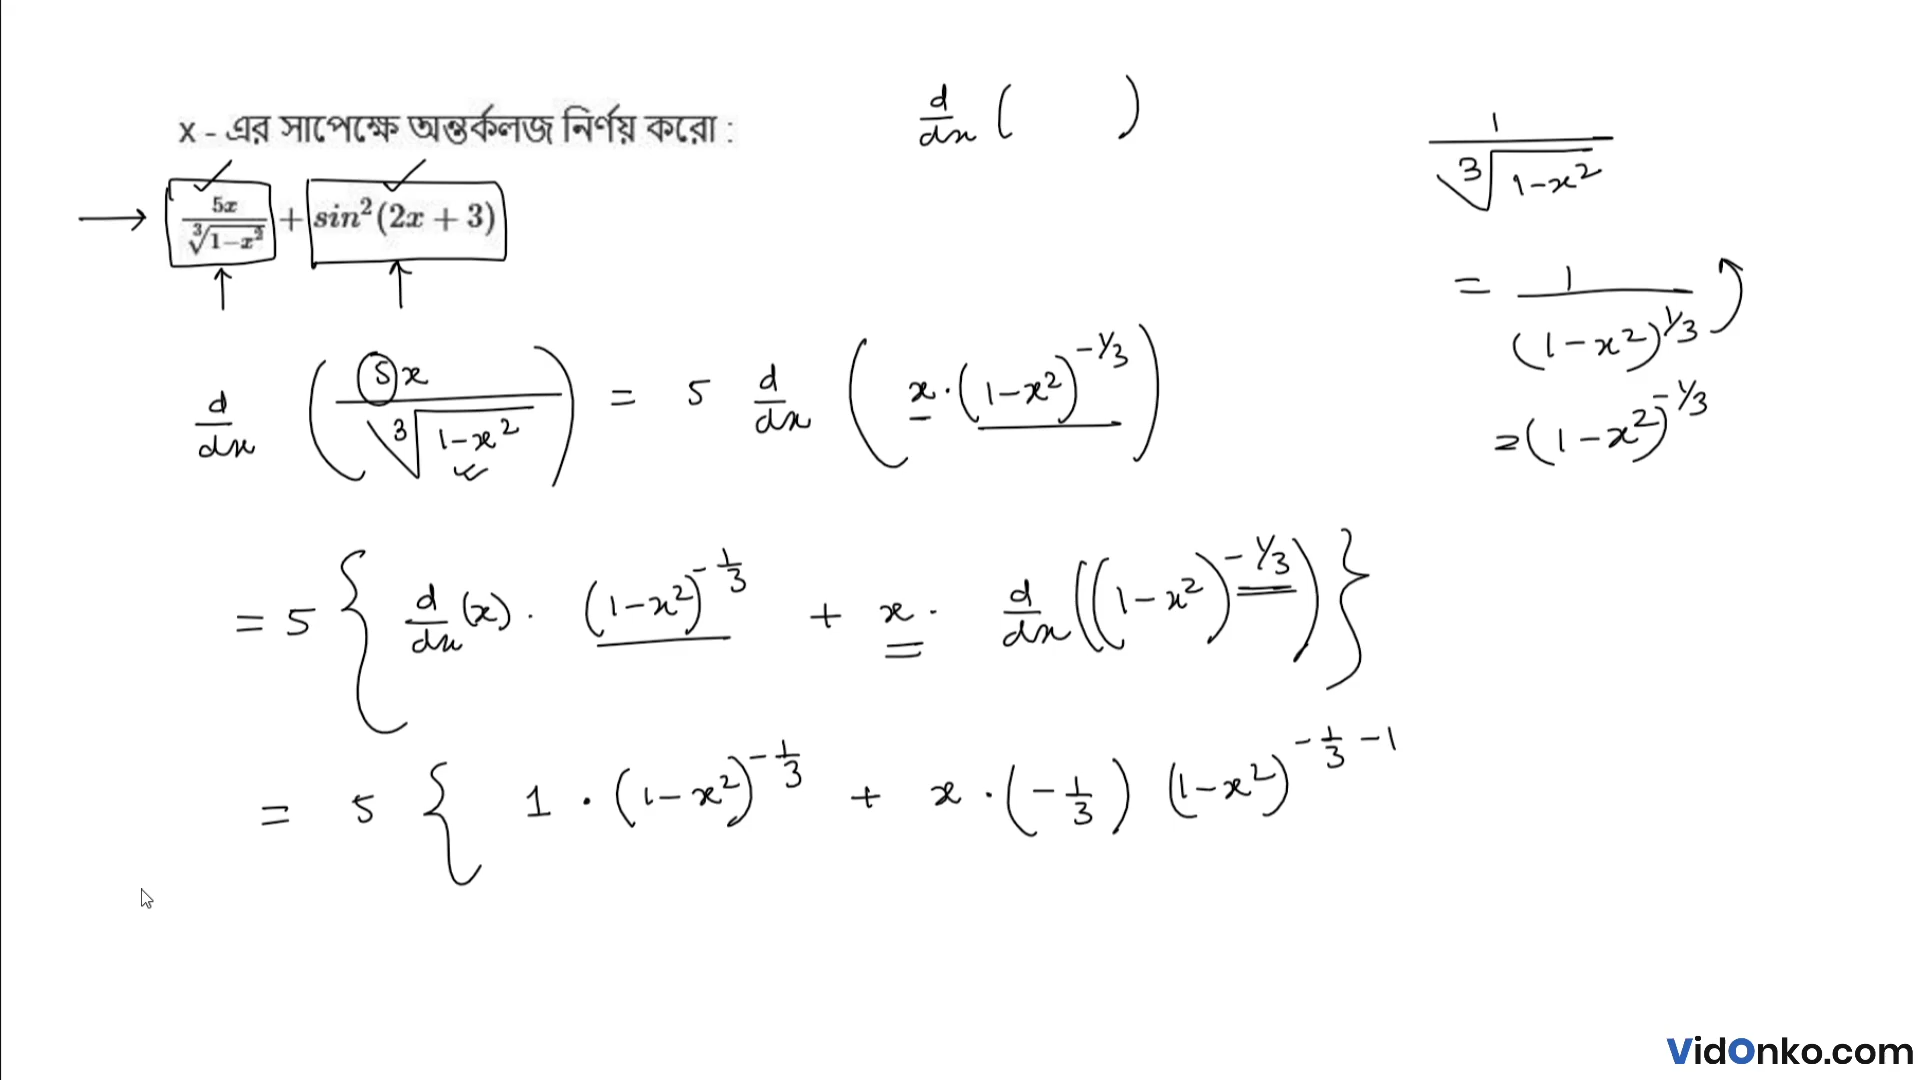 x - এর সাপেক্ষে অন্তর্কলজ নির্ণয় করো :
d/dx ( )
→ 5x/∛(1-x²) + sin²(2x + 3)
1/∛(1-x²)
= 1/(1-x²)^1/3
= (1-x²)^-1/3
d/dx (5x/∛(1-x²)) = 5 d/dx (x·(1-x²)^-1/3)
= 5 { d/dx (x) · (1-x²)^-1/3 + x · d/dx ((1-x²)^-1/3) }
= 5 { 1 · (1-x²)^-1/3 + x · (-1/3) (1-x²)^-1/3 -1
VidOnko.com